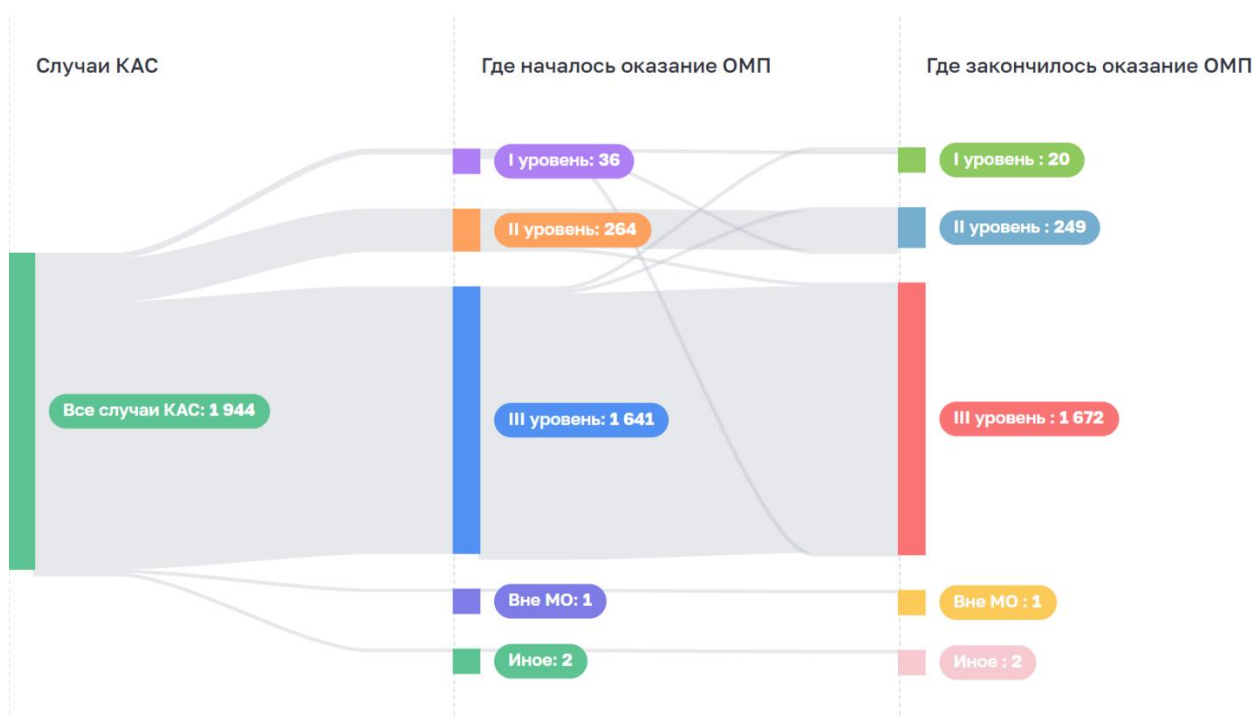 Случаи КАС
Где началось оказание ОМП
Где закончилось оказание ОМП
I уровень: 36
I уровень : 20
II уровень: 264
II уровень : 249
Все случаи КАС: 1 944
III уровень: 1 641
III уровень : 1 672
Вне МО: 1
Вне МО : 1
Иное: 2
Иное : 2